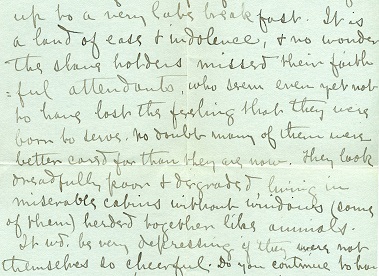 up to a very late breakfast. It is
a land of ease & indolence, & no wonder
the slave holders missed their faith
=ful attendants, who seem even yet not
to have lost the feeling that they were
born to serve. no doubt many of them were
better cared for than they are now. They look
dreadfully poor & degraded, living in
miserable cabins without windows (some
of them) herded together like animals.
It wd. be very depressing if they were not
themselves so cheerful. Do you continue to hear